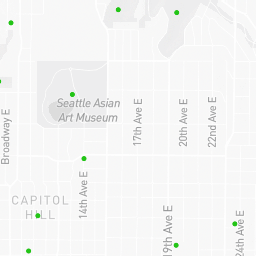 Seattle Asian
Art Museum
Broadway E
17th Ave E
20th Ave E
22nd Ave E
14th Ave E
CAPITOL
HILL
19th Ave E
24th Ave E